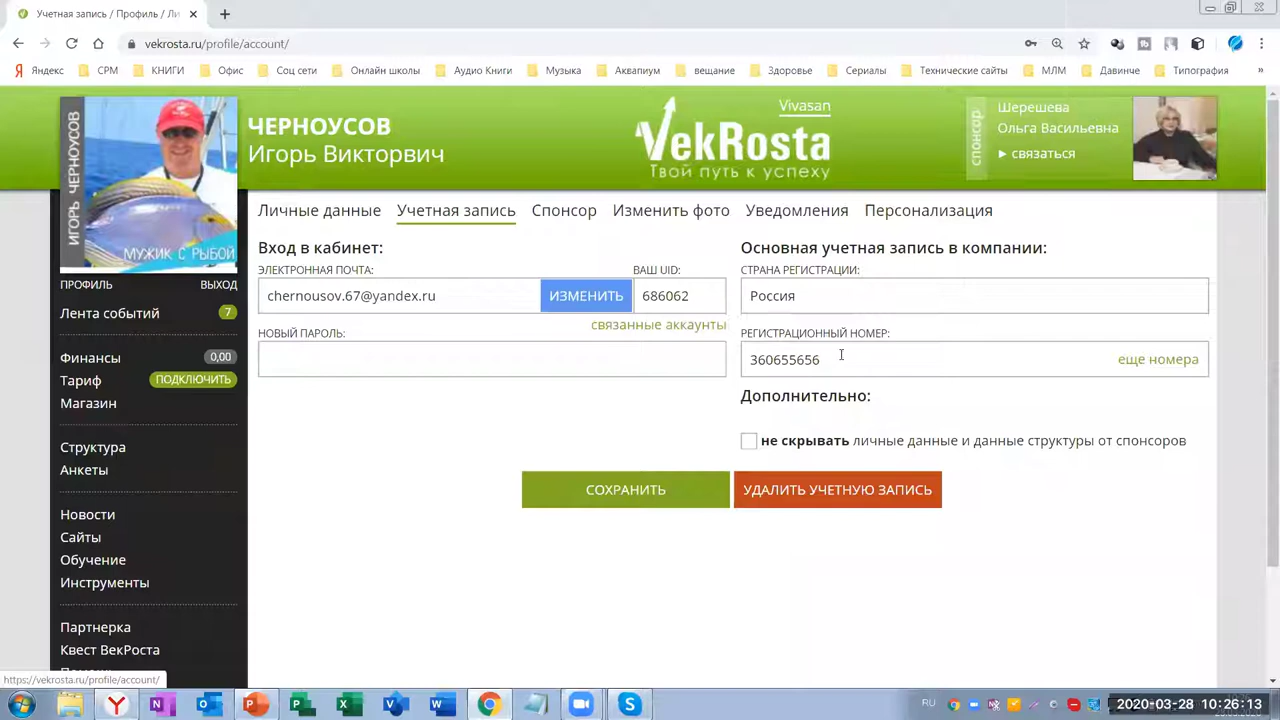 Учетная запись / Профиль / Ли
vekrosta.ru/profile/account/
Яндекс
СРМ
КНИГИ
Офис
Соц сети
Онлайн школы
Аудио Книги
Музыка
Аквапиум
вещание
Здоровье
Сериалы
Технические сайты
МЛМ
Давинче
Типография
»
ИГОРЬ ЧЕРНОУСОВ
МУЖИК С РЫБОЙ
ЧЕРНОУСОВ
Игорь Викторович
Vivasan
VekRosta
Твой путь к успеху
спонсор
Шерешева
Ольга Васильевна
▸ связаться
ПРОФИЛЬ
ВЫХОД
Лента событий 7
Финансы 0,00
Тариф ПОДКЛЮЧИТЬ
Магазин
Структура
Анкеты
Новости
Сайты
Обучение
Инструменты
Партнерка
Квест ВекРоста
Личные данные
Учетная запись
Спонсор
Изменить фото
Уведомления
Персонализация
Вход в кабинет:
ЭЛЕКТРОННАЯ ПОЧТА:
ВАШ UID:
chernousov.67@yandex.ru
ИЗМЕНИТЬ
686062
связанные аккаунты
НОВЫЙ ПАРОЛЬ:
Основная учетная запись в компании:
СТРАНА РЕГИСТРАЦИИ:
Россия
РЕГИСТРАЦИОННЫЙ НОМЕР:
360655656
еще номера
Дополнительно:
не скрывать личные данные и данные структуры от спонсоров
СОХРАНИТЬ
УДАЛИТЬ УЧЕТНУЮ ЗАПИСЬ
https://vekrosta.ru/profile/account/
RU
2020-03-28 10:26:13